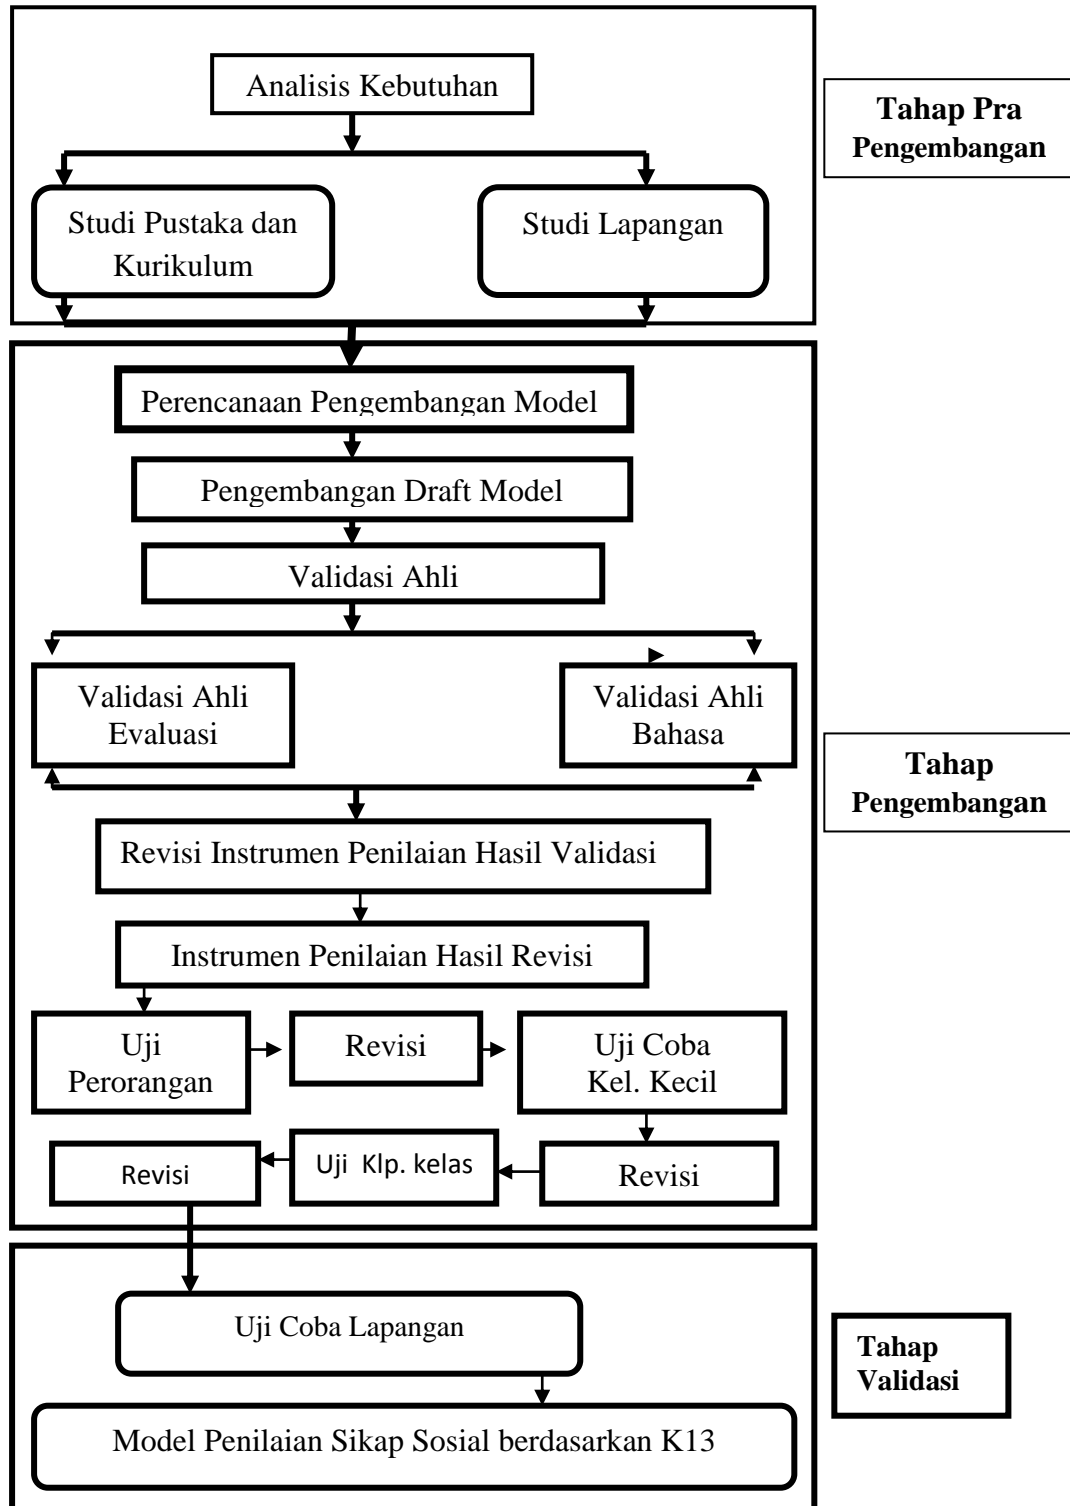 Analisis Kebutuhan
Tahap Pra
Pengembangan
Studi Pustaka dan
Kurikulum
Studi Lapangan
Perencanaan Pengembangan Model
Pengembangan Draft Model
Validasi Ahli
Validasi Ahli
Evaluasi
Validasi Ahli
Bahasa
Tahap
Pengembangan
Revisi Instrumen Penilaian Hasil Validasi
Instrumen Penilaian Hasil Revisi
Uji
Perorangan
Revisi
Uji Coba
Kel. Kecil
Revisi
Uji Klp. kelas
Revisi
Uji Coba Lapangan
Tahap
Validasi
Model Penilaian Sikap Sosial berdasarkan K13